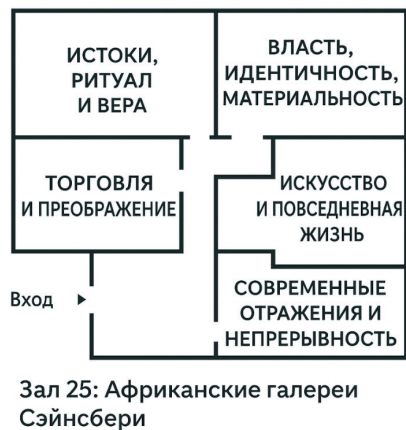 ИСТОКИ,
РИТУАЛ
И ВЕРА
ВЛАСТЬ,
ИДЕНТИЧНОСТЬ,
МАТЕРИАЛЬНОСТЬ
ТОРГОВЛЯ
И ПРЕОБРАЖЕНИЕ
ИСКУССТВО
И ПОВСЕДНЕВНАЯ
ЖИЗНЬ
Вход
СОВРЕМЕННЫЕ
ОТРАЖЕНИЯ И
НЕПРЕРЫВНОСТЬ
Зал 25: Африканские галереи
Сэйнсбери